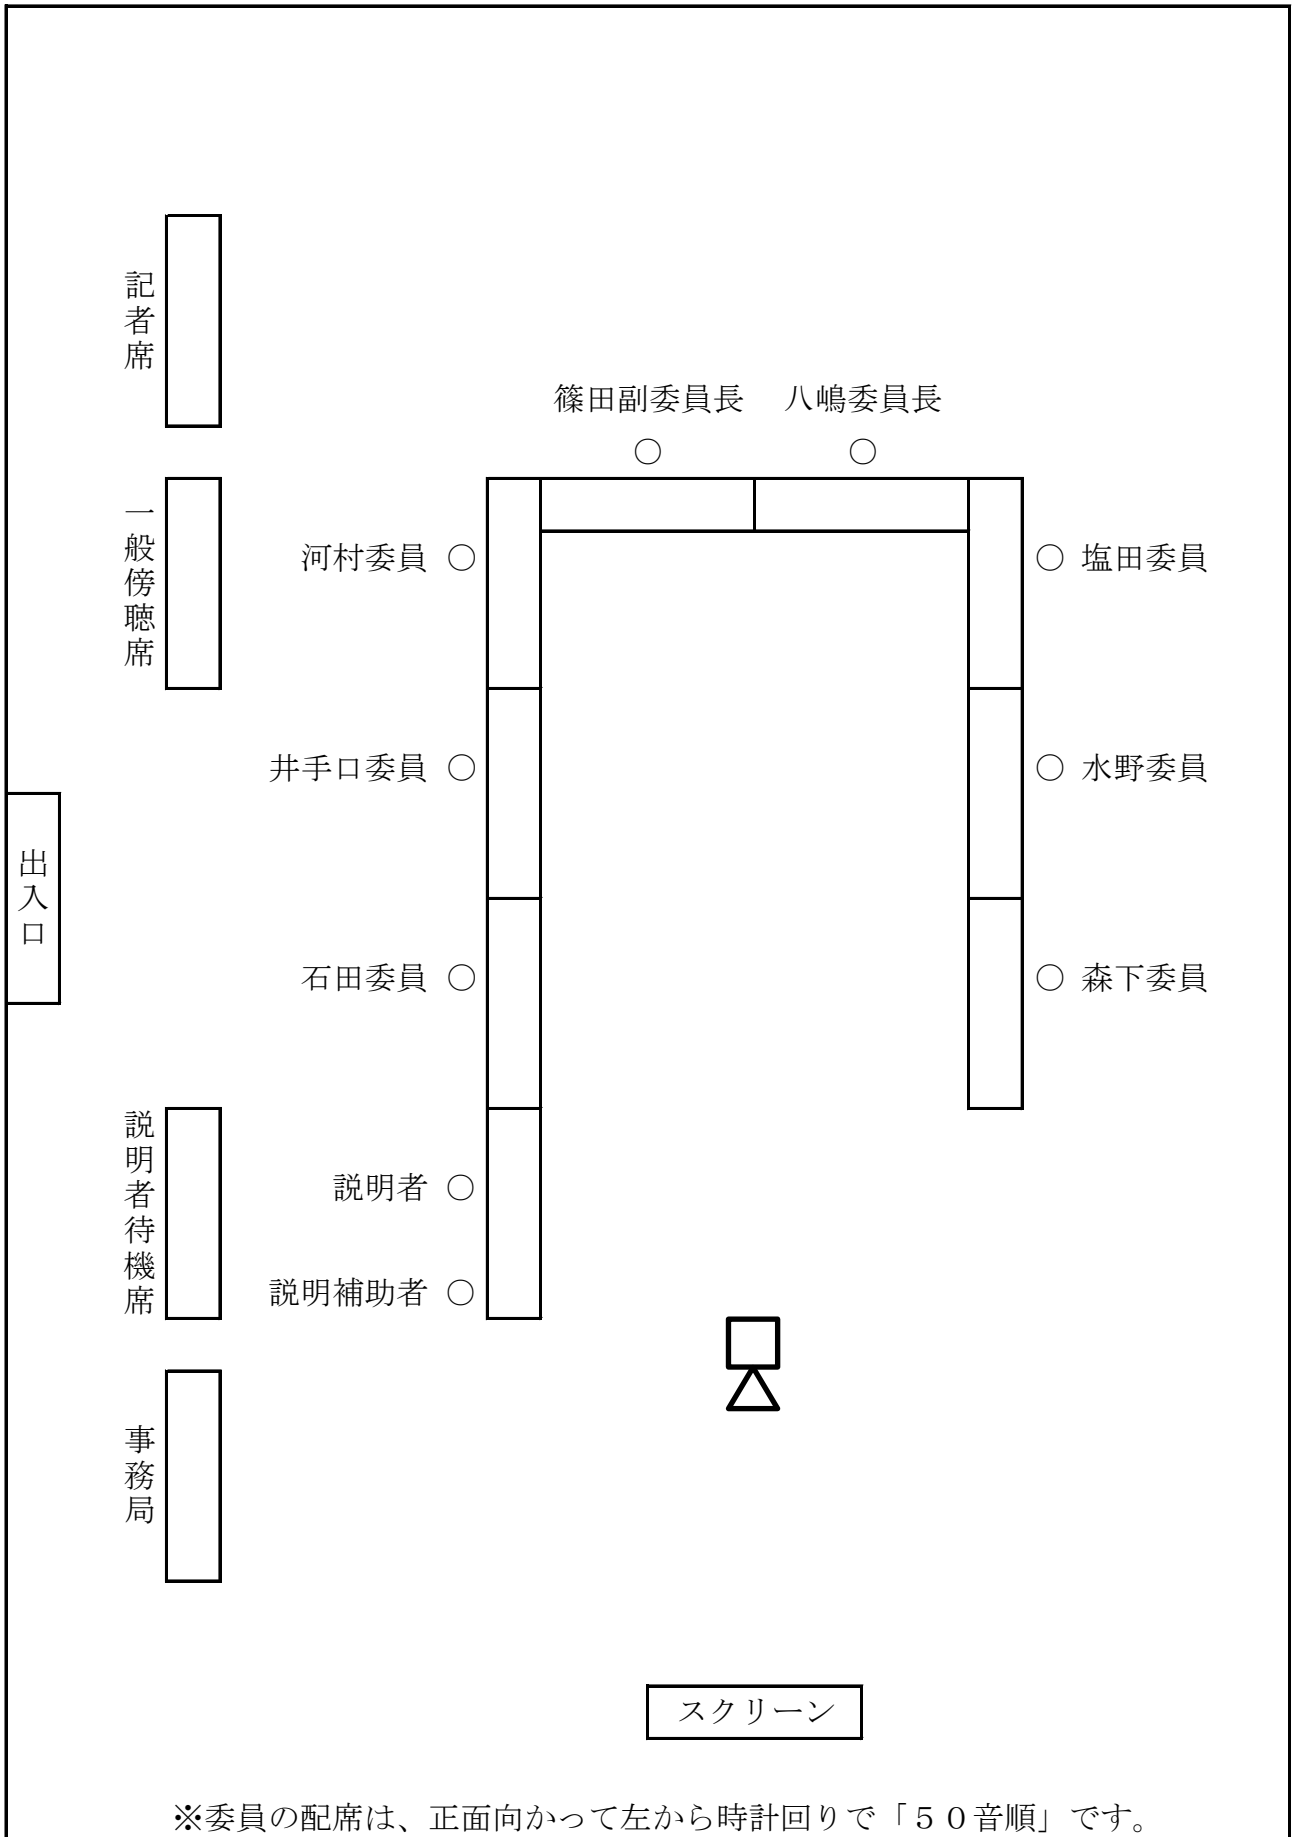 記者席
篠田副委員長 八嶋委員長
○ ○
一般傍聴席
河村委員 ○
○ 塩田委員
井手口委員 ○
○ 水野委員
出入口
石田委員 ○
○ 森下委員
説明者待機席
説明者 ○
説明補助者 ○
事務局
スクリーン
※委員の配席は、正面向かって左から時計回りで「５０音順」です。